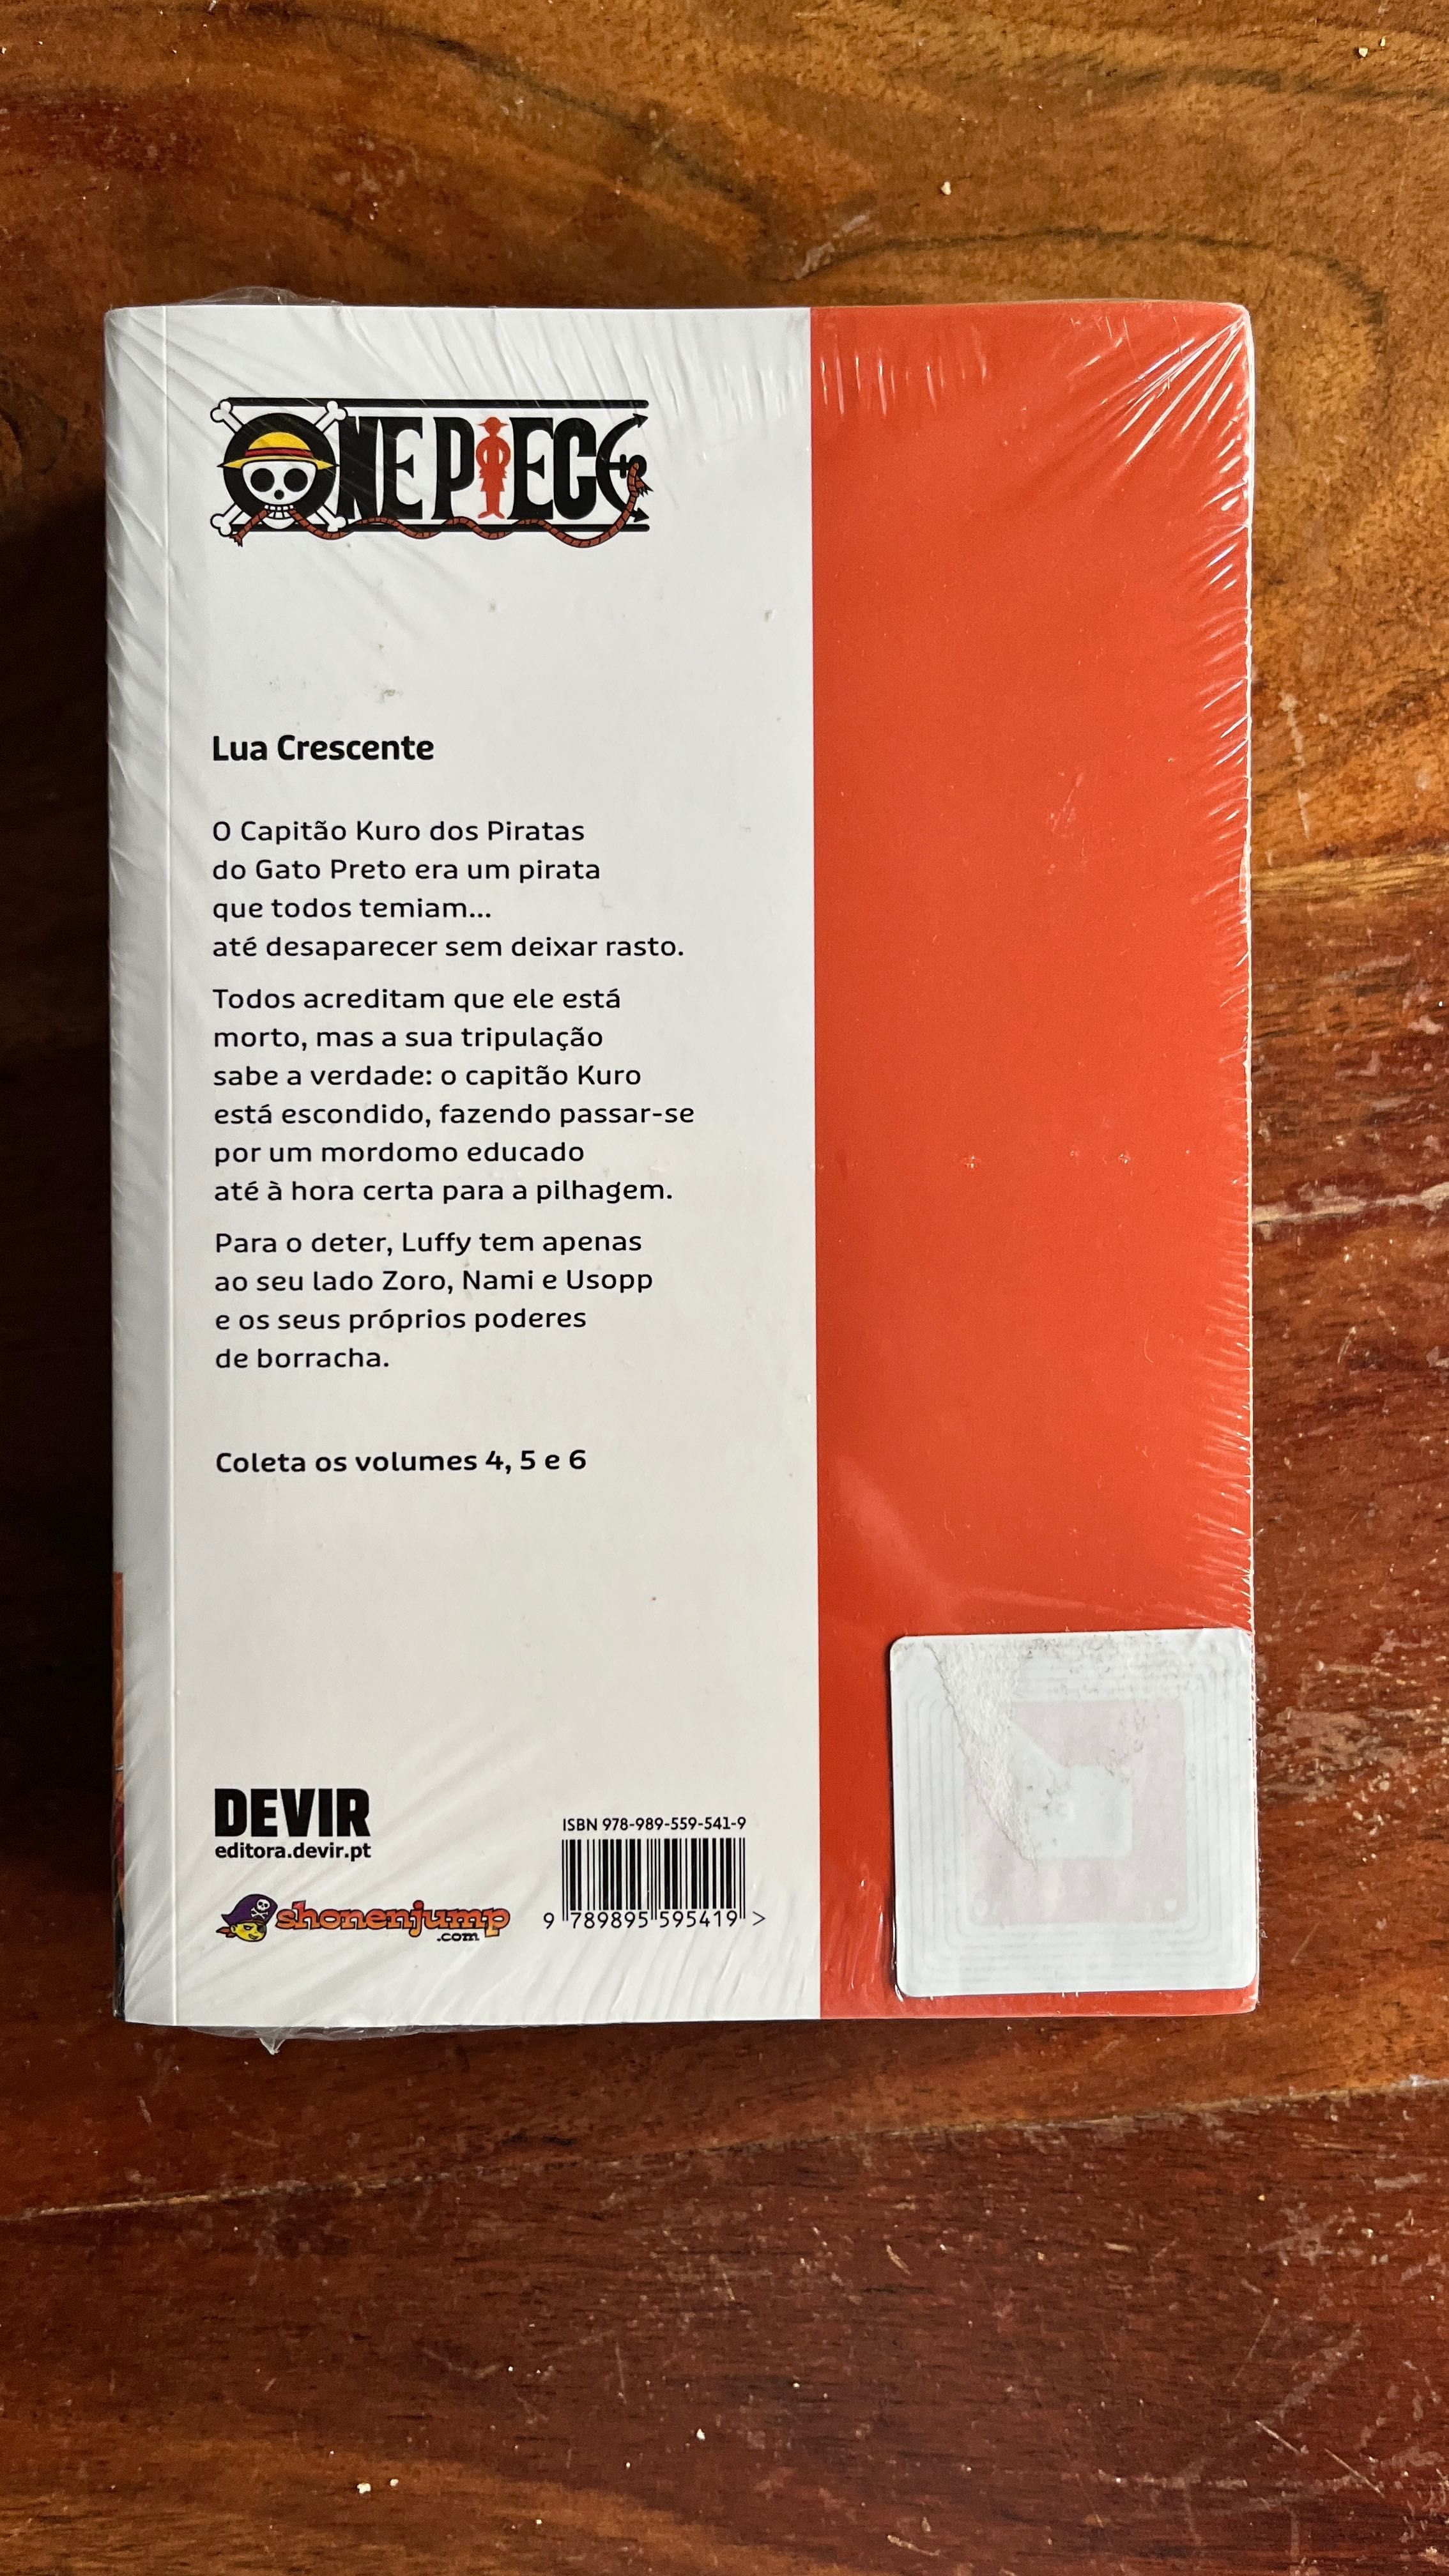 ONE PIECE
Lua Crescente
O Capitão Kuro dos Piratas
do Gato Preto era um pirata
que todos temiam...
até desaparecer sem deixar rasto.
Todos acreditam que ele está
morto, mas a sua tripulação
sabe a verdade: o capitão Kuro
está escondido, fazendo passar-se
por um mordomo educado
até à hora certa para a pilhagem.
Para o deter, Luffy tem apenas
ao seu lado Zoro, Nami e Usopp
e os seus próprios poderes
de borracha.
Coleta os volumes 4, 5 e 6
DEVIR
editora.devir.pt
shonenjump
.com
ISBN 978-989-559-541-9
9 789895 595419 >